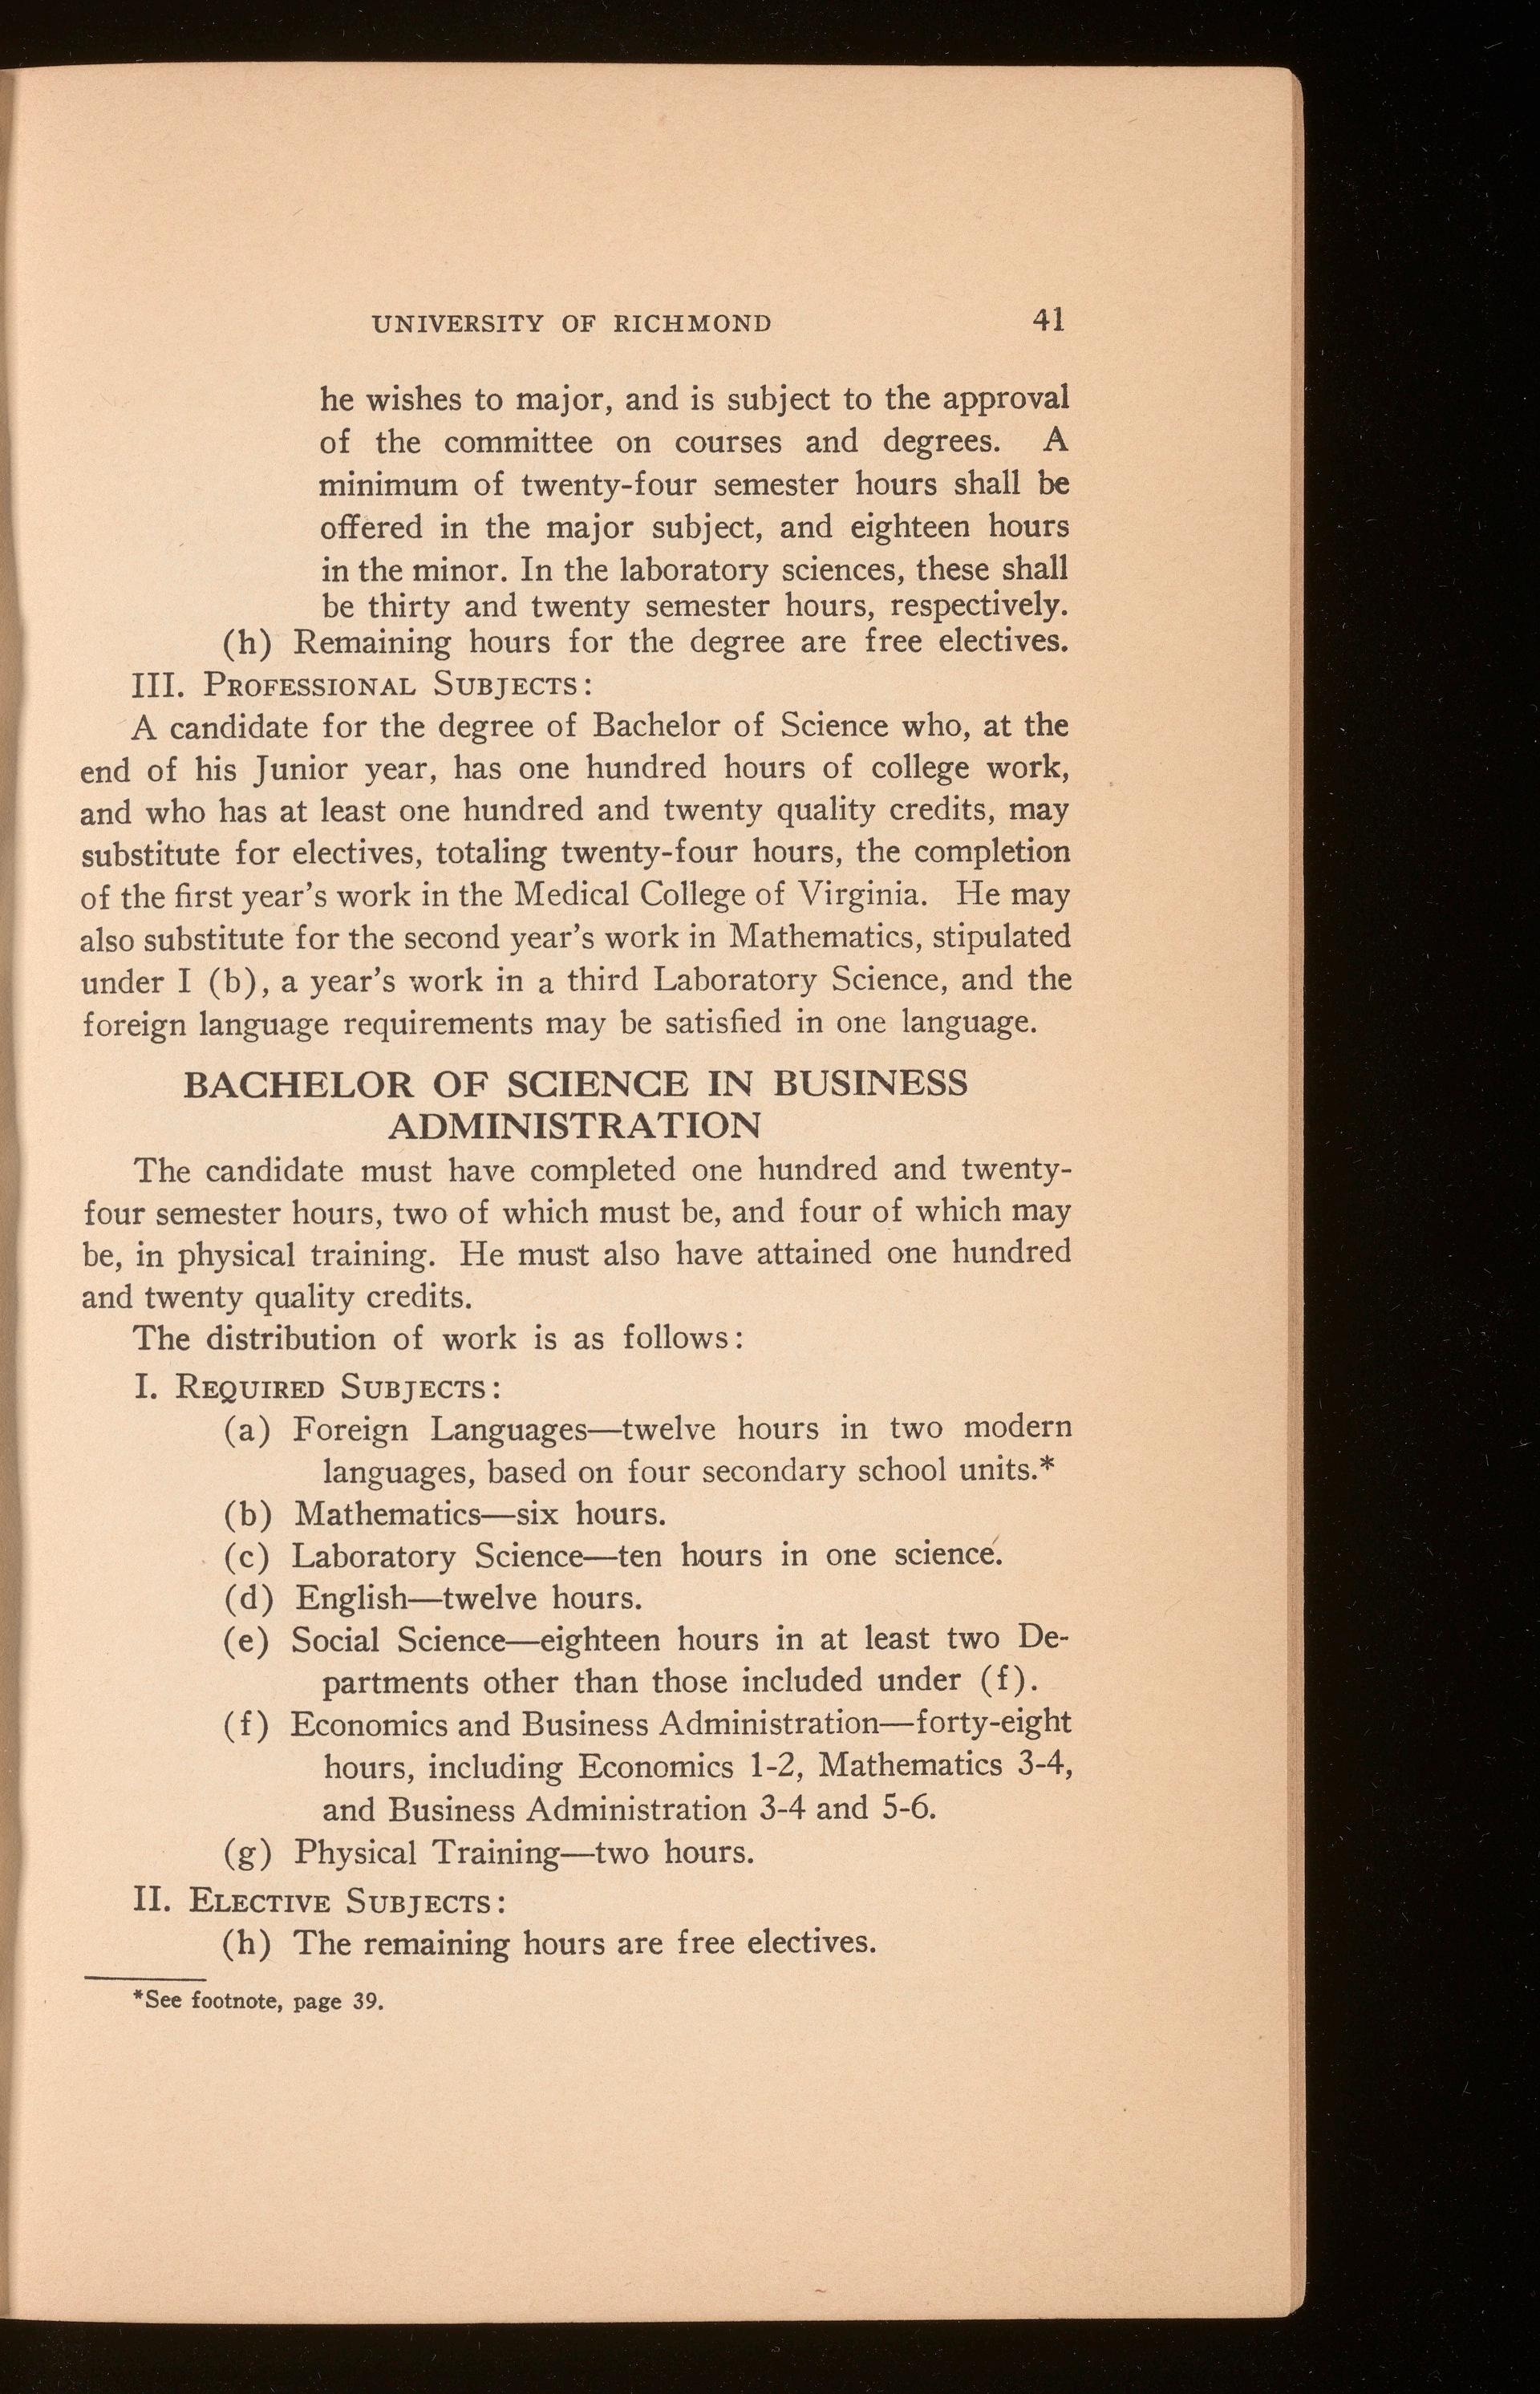 UNIVERSITY OF RICHMOND 41
he wishes to major, and is subject to the approval
of the committee on courses and degrees. A
minimum of twenty-four semester hours shall be
offered in the major subject, and eighteen hours
in the minor. In the laboratory sciences, these shall
be thirty and twenty semester hours, respectively.
(h) Remaining hours for the degree are free electives.
III. PROFESSIONAL SUBJECTS:
A candidate for the degree of Bachelor of Science who, at the
end of his Junior year, has one hundred hours of college work,
and who has at least one hundred and twenty quality credits, may
substitute for electives, totaling twenty-four hours, the completion
of the first year's work in the Medical College of Virginia. He may
also substitute for the second year's work in Mathematics, stipulated
under I (b), a year's work in a third Laboratory Science, and the
foreign language requirements may be satisfied in one language.
BACHELOR OF SCIENCE IN BUSINESS
ADMINISTRATION
The candidate must have completed one hundred and twenty-
four semester hours, two of which must be, and four of which may
be, in physical training. He must also have attained one hundred
and twenty quality credits.
The distribution of work is as follows:
I. REQUIRED SUBJECTS:
(a) Foreign Languages—twelve hours in two modern
languages, based on four secondary school units.*
(b) Mathematics—six hours.
(c) Laboratory Science—ten hours in one science.
(d) English—twelve hours.
(e) Social Science—eighteen hours in at least two De-
partments other than those included under (f).
(f) Economics and Business Administration—forty-eight
hours, including Economics 1-2, Mathematics 3-4,
and Business Administration 3-4 and 5-6.
(g) Physical Training—two hours.
II. ELECTIVE SUBJECTS:
(h) The remaining hours are free electives.
*See footnote, page 39.